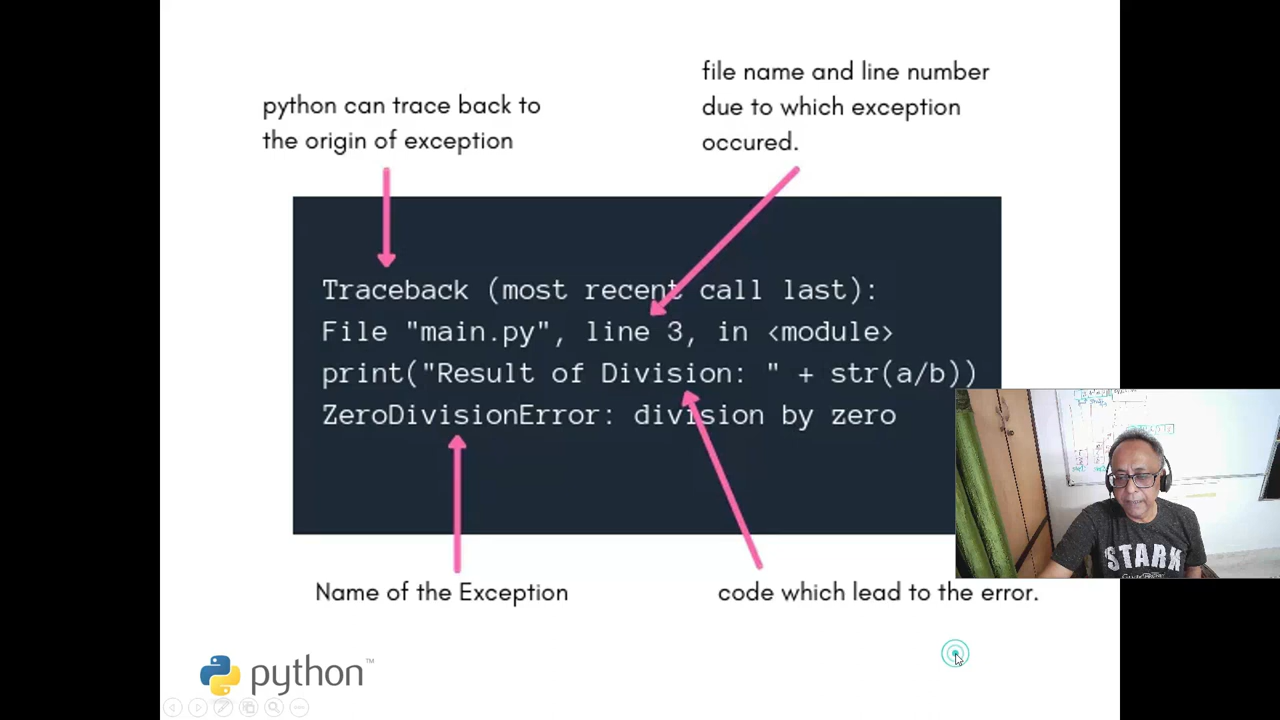 python can trace back to
the origin of exception
file name and line number
due to which exception
occured.
Traceback (most recent call last):
File "main.py", line 3, in <module>
print("Result of Division: " + str(a/b))
ZeroDivisionError: division by zero
Name of the Exception
code which lead to the error.
python™
STARK